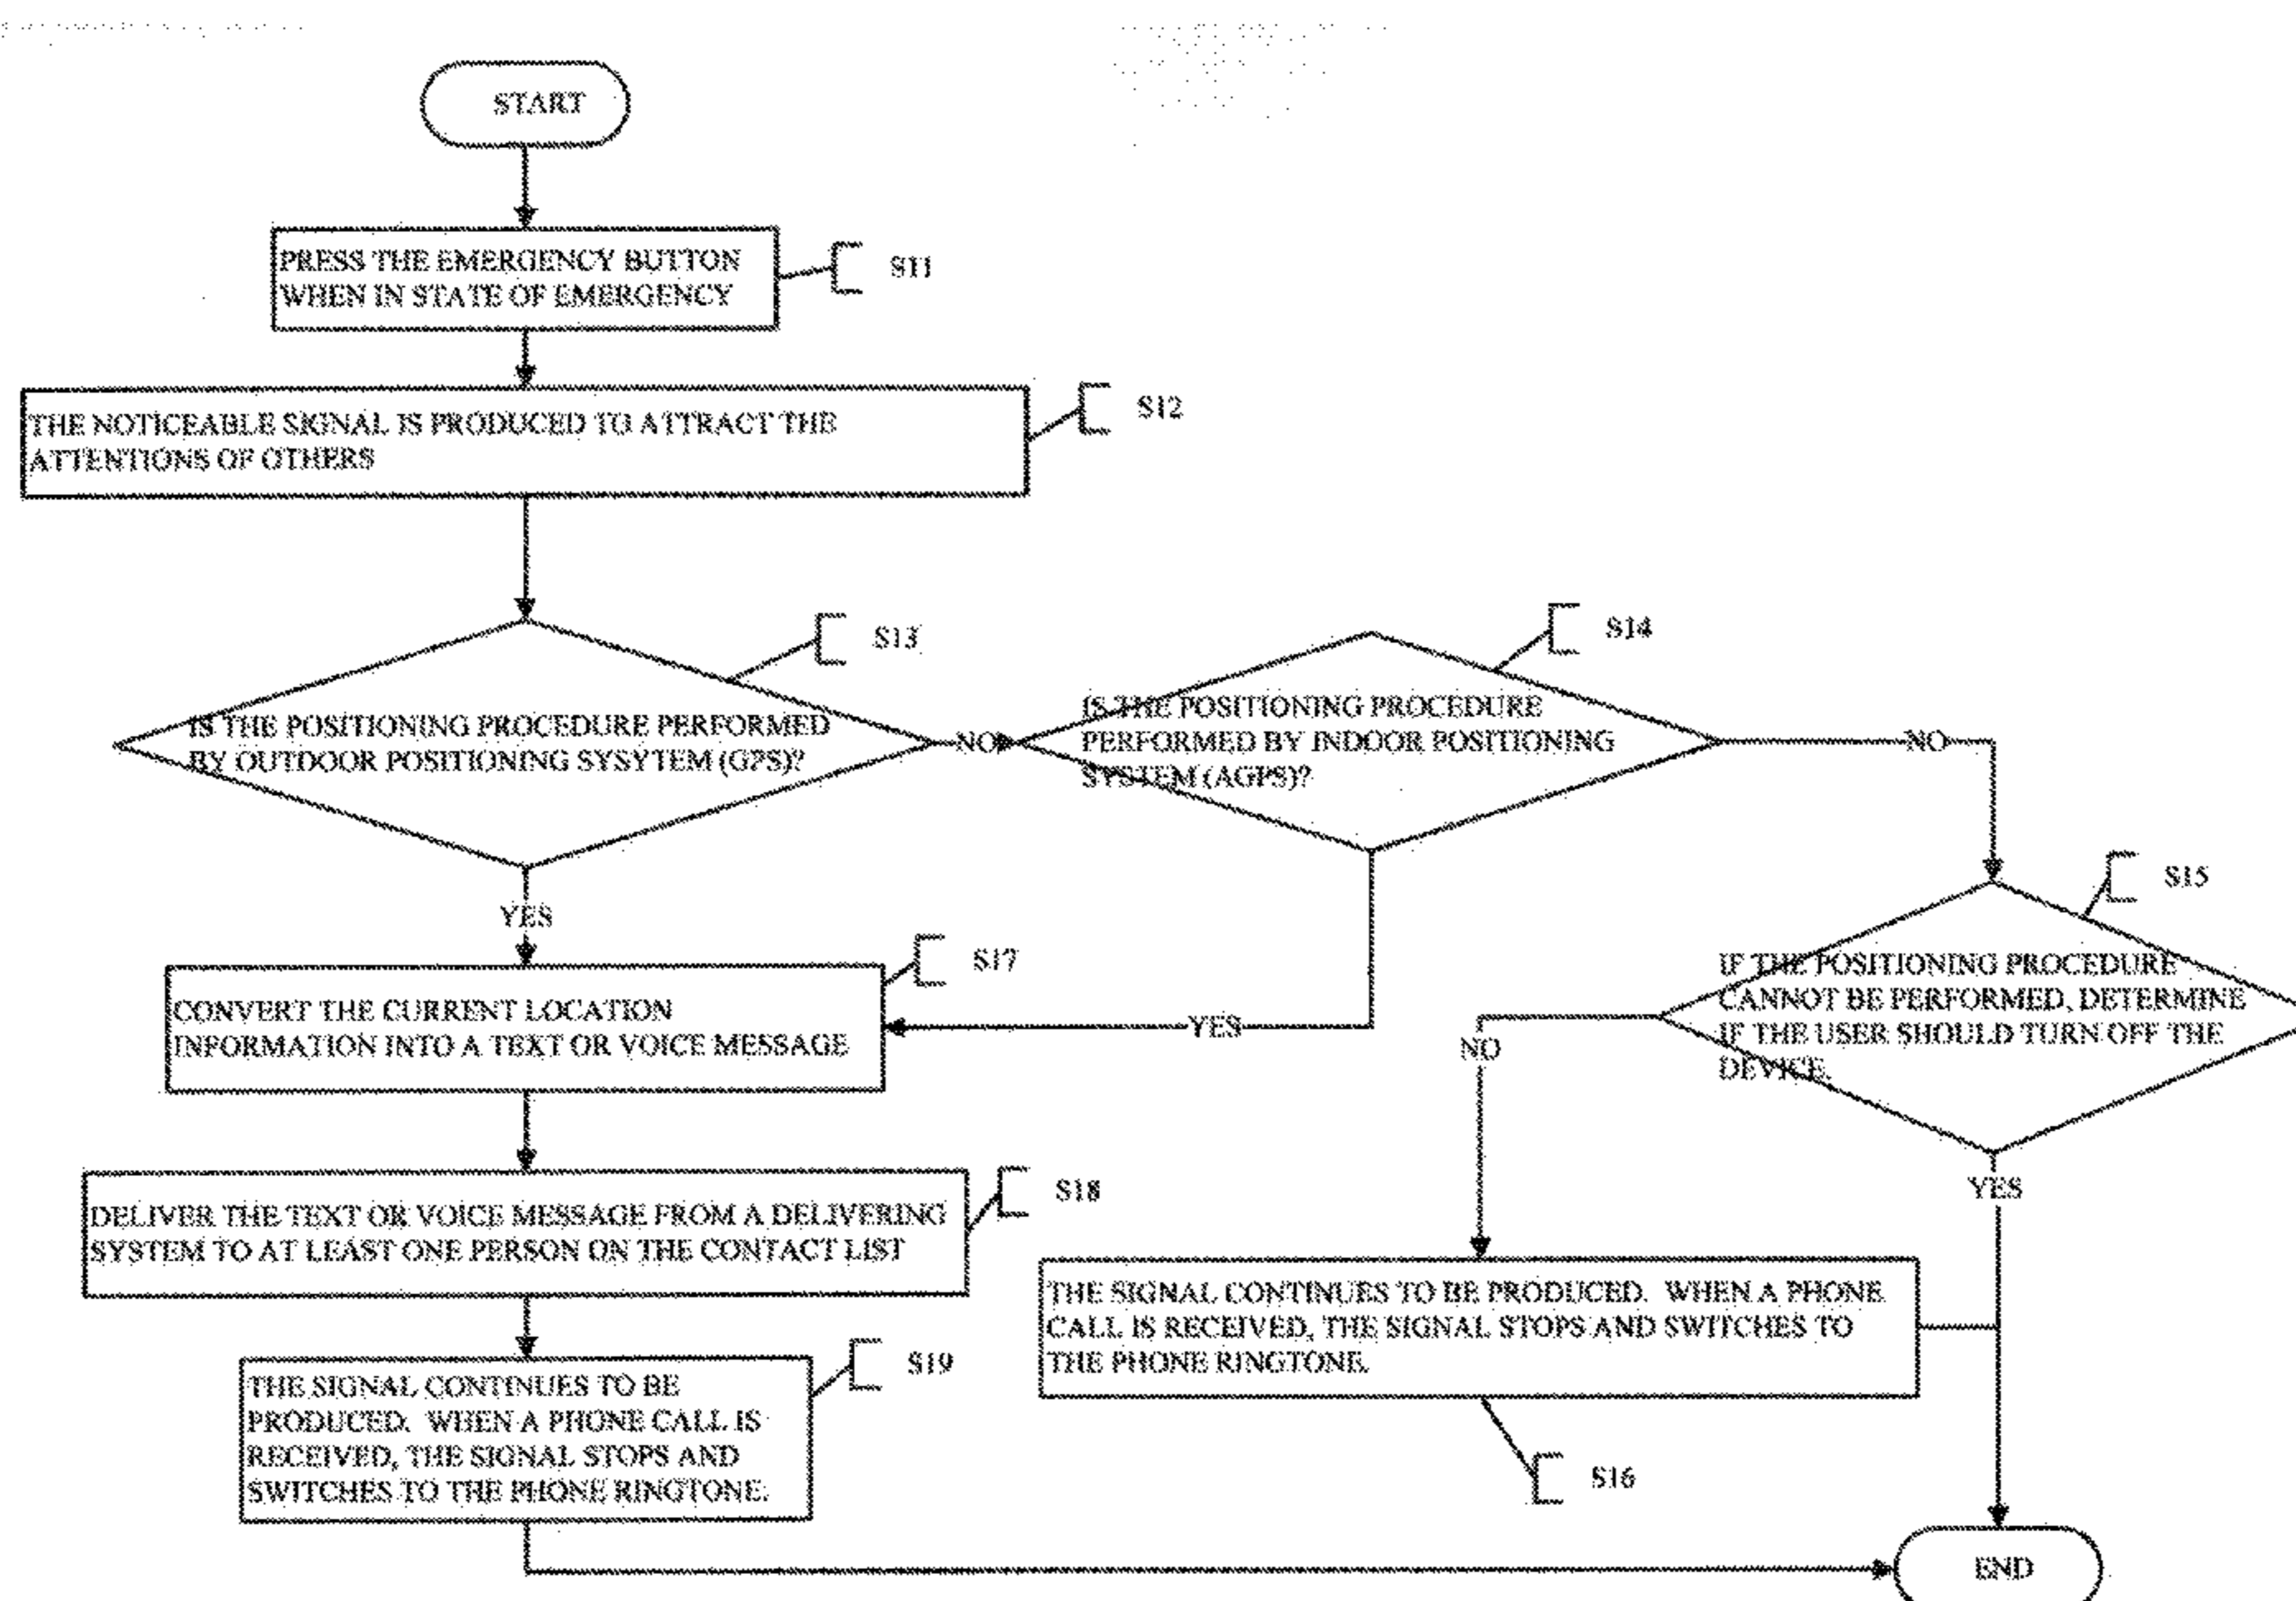 START
PRESS THE EMERGENCY BUTTON
WHEN IN STATE OF EMERGENCY
S11
THE NOTICEABLE SIGNAL IS PRODUCED TO ATTRACT THE
ATTENTIONS OF OTHERS
S12
IS THE POSITIONING PROCEDURE PERFORMED
BY OUTDOOR POSITIONING SYSYTEM (GPS)?
S13
NO
IS THE POSITIONING PROCEDURE
PERFORMED BY INDOOR POSITIONING
SYSTEM (AGPS)?
S14
NO
YES
YES
IF THE POSITIONING PROCEDURE
CANNOT BE PERFORMED, DETERMINE
IF THE USER SHOULD TURN OFF THE
DEVICE.
S15
NO
YES
CONVERT THE CURRENT LOCATION
INFORMATION INTO A TEXT OR VOICE MESSAGE
S17
DELIVER THE TEXT OR VOICE MESSAGE FROM A DELIVERING
SYSTEM TO AT LEAST ONE PERSON ON THE CONTACT LIST
S18
THE SIGNAL CONTINUES TO BE PRODUCED. WHEN A PHONE
CALL IS RECEIVED, THE SIGNAL STOPS AND SWITCHES TO
THE PHONE RINGTONE.
S16
THE SIGNAL CONTINUES TO BE
PRODUCED. WHEN A PHONE CALL IS
RECEIVED, THE SIGNAL STOPS AND
SWITCHES TO THE PHONE RINGTONE.
S19
END